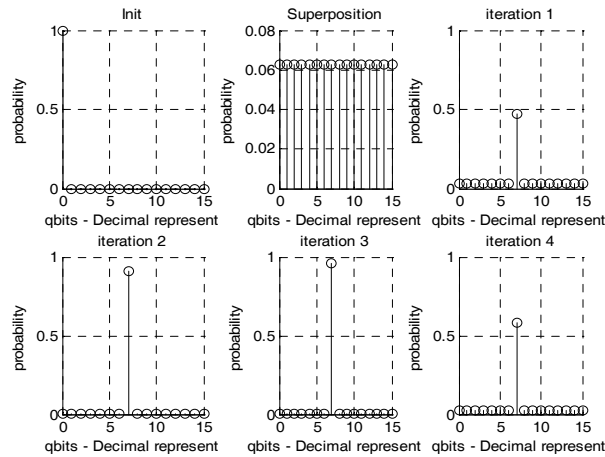 Init
1
0.5
0
0 5 10 15
probability
qbits - Decimal represent
Superposition
0.08
0.06
0.04
0.02
0
0 5 10 15
probability
qbits - Decimal represent
iteration 1
1
0.5
0
0 5 10 15
probability
qbits - Decimal represent
iteration 2
1
0.5
0
0 5 10 15
probability
qbits - Decimal represent
iteration 3
1
0.5
0
0 5 10 15
probability
qbits - Decimal represent
iteration 4
1
0.5
0
0 5 10 15
probability
qbits - Decimal represent